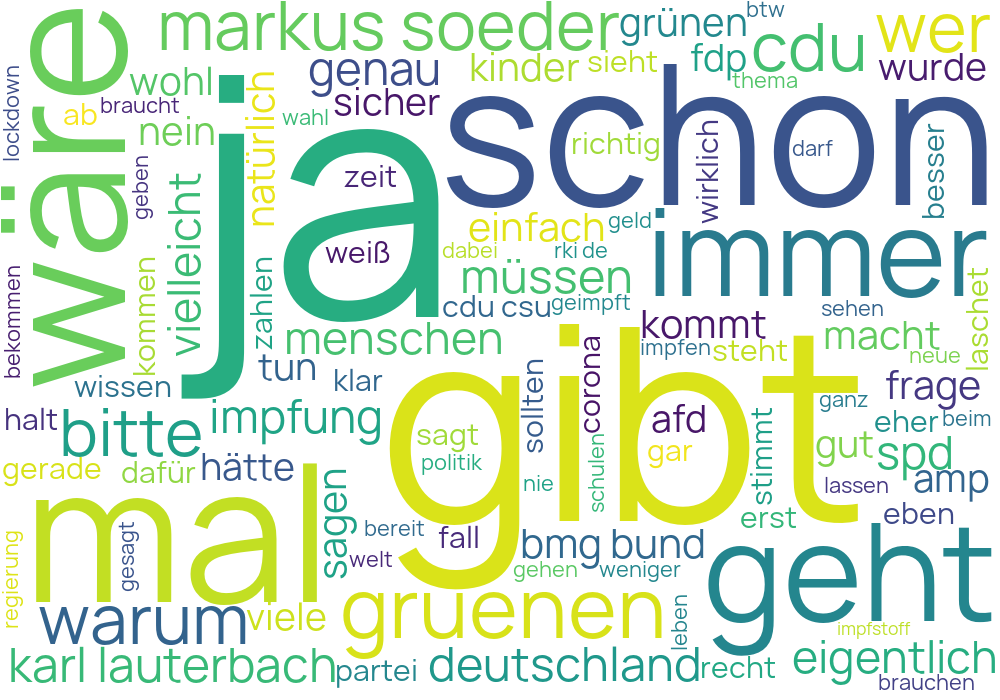 markus soeder
grünen
btw
wer
wäre
lockdown
ab
braucht
wohl
nein
ja
natürlich
wahl
genau
sicher
kinder
sieht
fdp
cdu
thema
wurde
schon
richtig
wirklich
darf
besser
geben
vielleicht
zeit
weiß
einfach
geld
dabei
rki de
immer
müssen
bekommen
kommen
zahlen
cdu csu
geimpft
sehen
laschet
menschen
gibt
kommt
macht
impfen
steht
neue
wissen
tun
klar
sollten
corona
afd
ganz
frage
halt
bitte
impfung
sagt
gar
stimmt
gut
eher
beim
spd
gerade
dafür
hätte
politik
nie
schulen
lassen
amp
mal
sagen
bereit
fall
erst
eben
regierung
gesagt
welt
bmg bund
gehen
weniger
geht
warum
viele
gruenen
leben
impfstoff
karl lauterbach
partei
deutschland
recht
eigentlich
brauchen